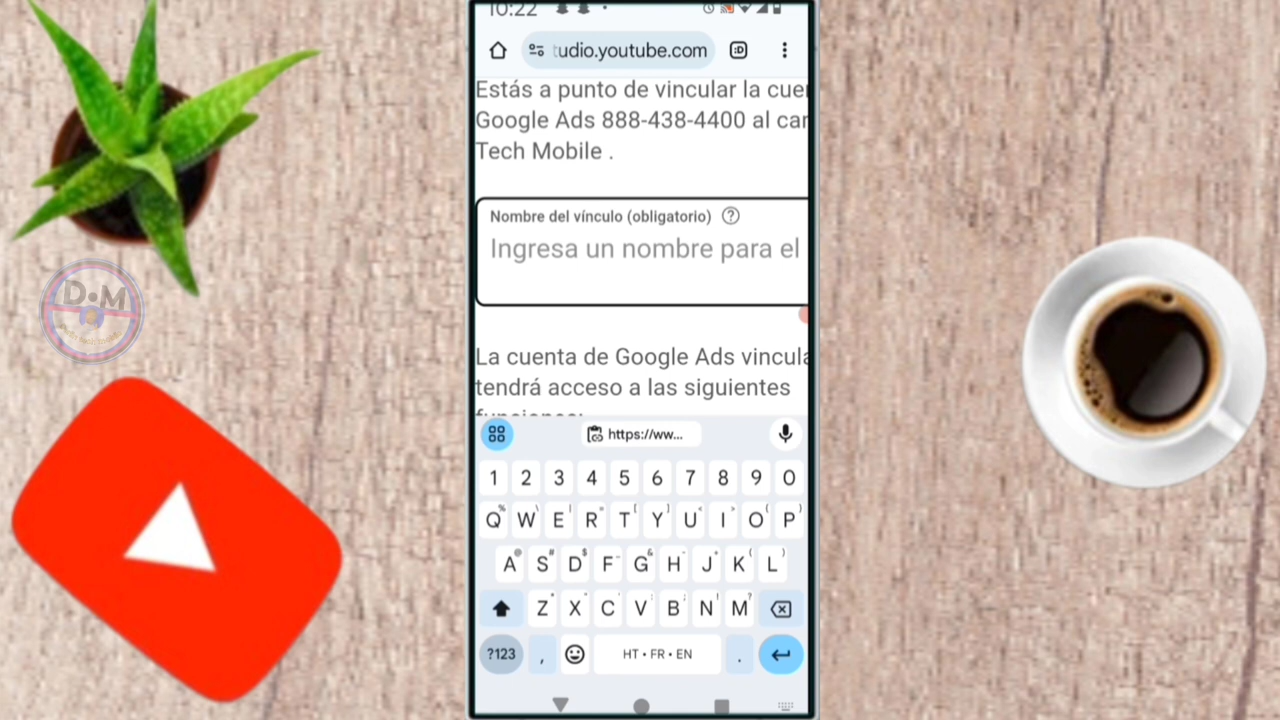 10:22
tudio.youtube.com
:D
Estás a punto de vincular la cue
Google Ads 888-438-4400 al ca
Tech Mobile .
Nombre del vínculo (obligatorio) ?
Ingresa un nombre para el
La cuenta de Google Ads vincul
tendrá acceso a las siguientes
funciones:
https://ww...
1 2 3 4 5 6 7 8 9 0
Q W E R T Y U I O P
A S D F G H J K L
Z X C V B N M
?123 , HT • FR • EN .
D•M